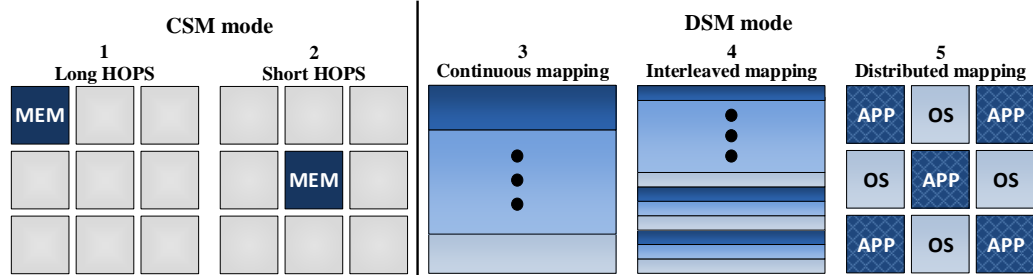 CSM mode
DSM mode
1
Long HOPS
2
Short HOPS
3
Continuous mapping
4
Interleaved mapping
5
Distributed mapping
MEM
MEM
APP OS APP
OS APP OS
APP OS APP